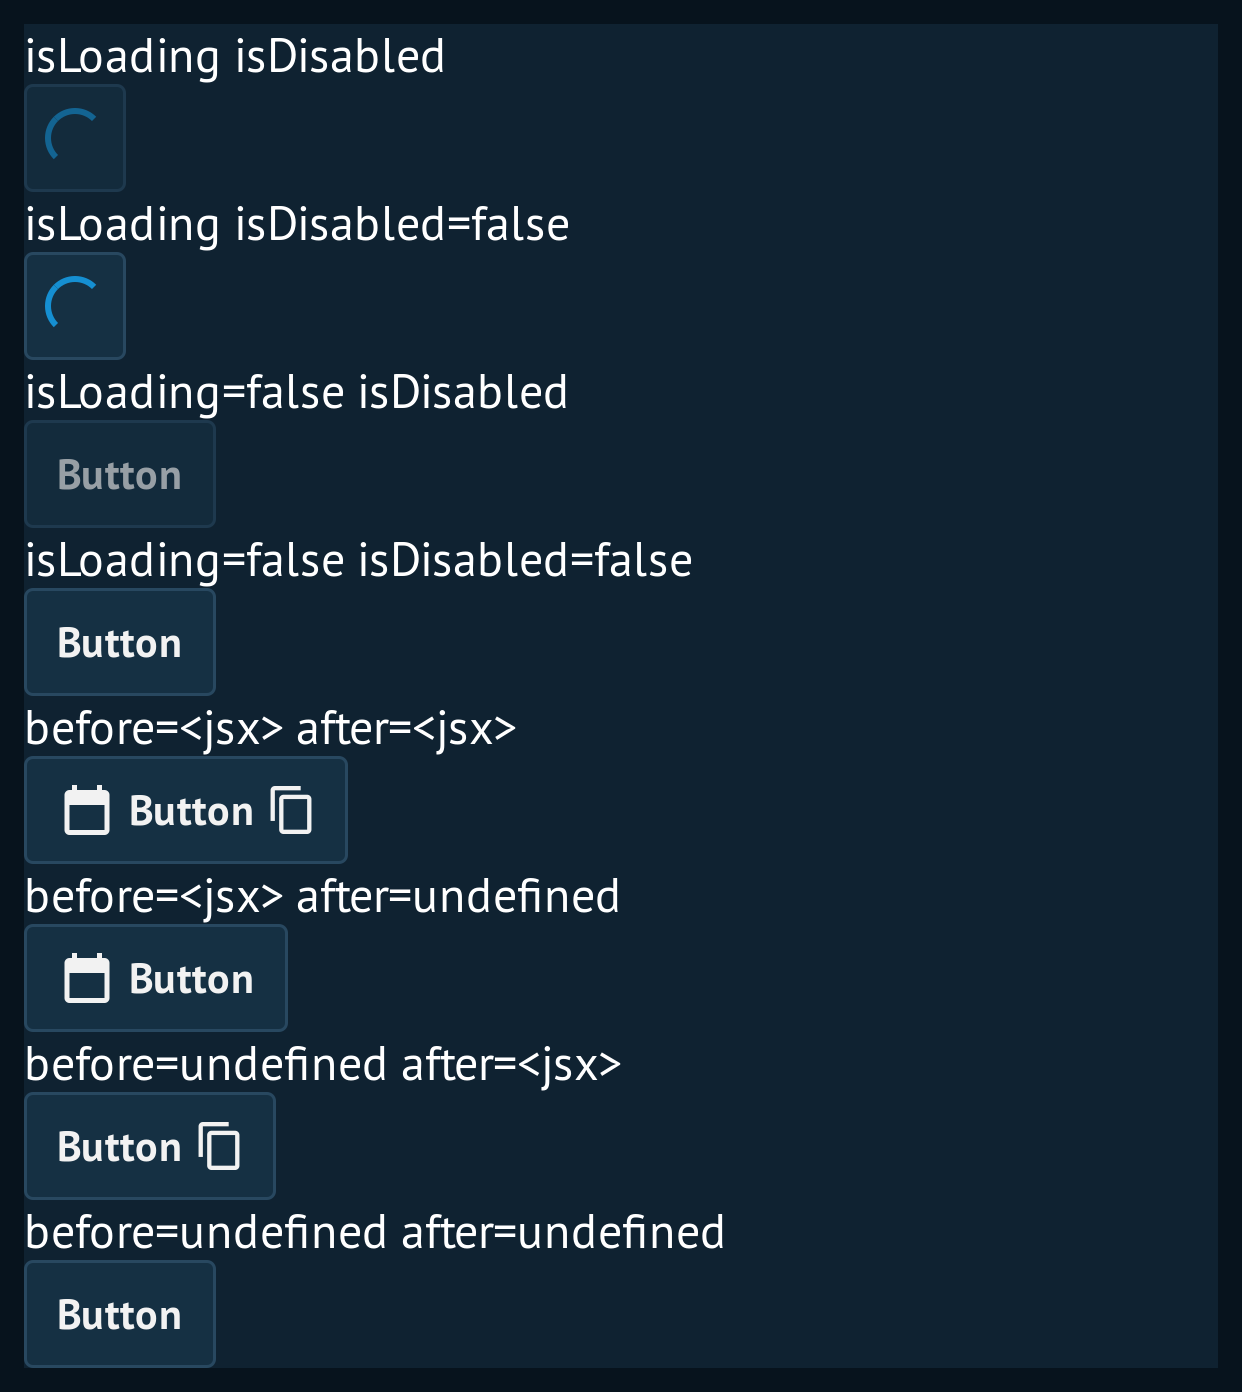 isLoading isDisabled
isLoading isDisabled=false
isLoading=false isDisabled
Button
isLoading=false isDisabled=false
Button
before=<jsx> after=<jsx>
Button
before=<jsx> after=undefined
Button
before=undefined after=<jsx>
Button
before=undefined after=undefined
Button